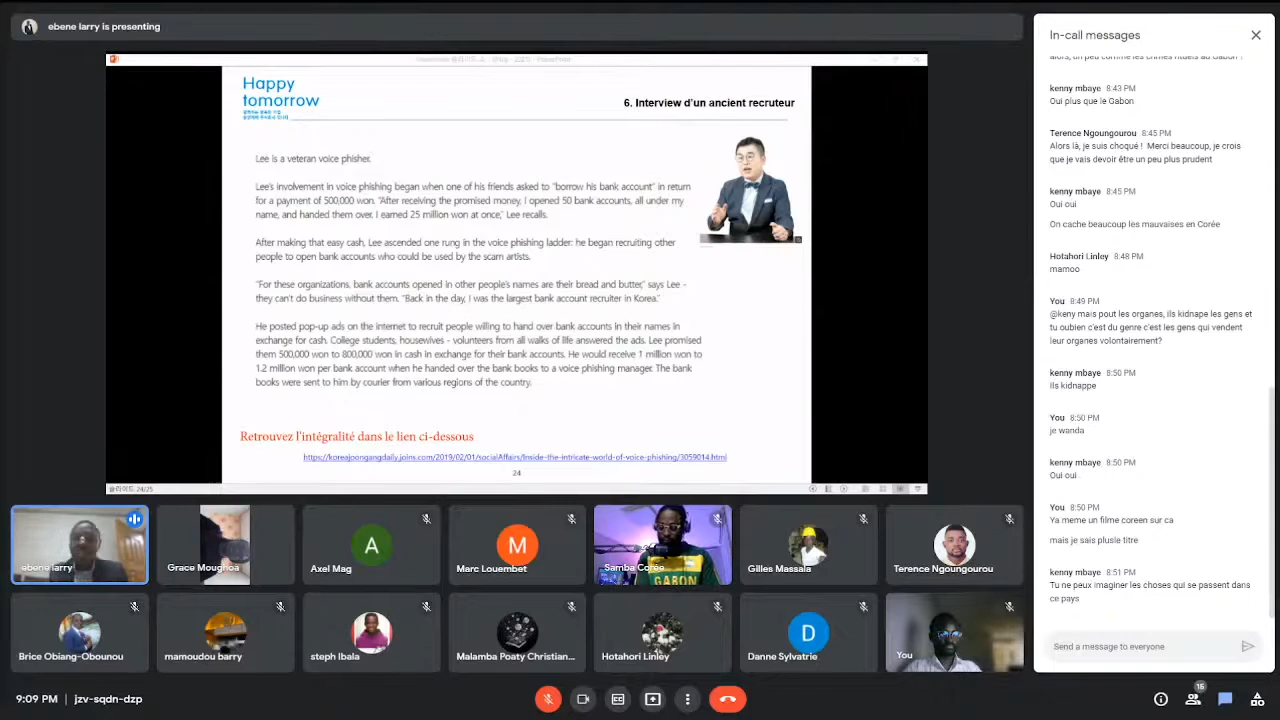 ebene larry is presenting
Happy
tomorrow
6. Interview d'un ancient recruteur
Lee is a veteran voice phisher.
Lee's involvement in voice phishing began when one of his friends asked to "borrow his bank account" in return
for a payment of 500,000 won. "After receiving the promised money, I opened 50 bank accounts, all under my
name, and handed them over. I earned 25 million won at once," Lee recalls.
After making that easy cash, Lee ascended one rung in the voice phishing ladder: he began recruiting other
people to open bank accounts who could be used by the scam artists.
"For these organizations, bank accounts opened in other people's names are their bread and butter," says Lee -
they can't do business without them. "Back in the day, I was the largest bank account recruiter in Korea."
He posted pop-up ads on the internet to recruit people willing to hand over bank accounts in their names in
exchange for cash. College students, housewives - volunteers from all walks of life answered the ads. Lee promised
them 500,000 won to 800,000 won in cash in exchange for their bank accounts. He would receive 1 million won to
1.2 million won per bank account when he handed over the bank books to a voice phishing manager. The bank
books were sent to him by courier from various regions of the country.
Retrouvez l'intégralité dans le lien ci-dessous
https://koreajoongangdaily.joins.com/2019/02/01/socialAffairs/Inside-the-intricate-world-of-voice-phishing/3059014.html
24
슬라이드 24/25
ebene larry
Grace Moughoa
A
Axel Mag
M
Marc Louembet
Samba Corée
GABON
Gilles Massala
Terence Ngoungourou
Brice Obiang-Obounou
mamoudou barry
steph Ibala
Malamba Poaty Christian...
Hotahori Linley
D
Danne Sylvatrie
You
9:09 PM | jzv-sqdn-dzp
In-call messages
alors, un peu comme les crimes rituels au Gabon ?
kenny mbaye 8:43 PM
Oui plus que le Gabon
Terence Ngoungourou 8:45 PM
Alors là, je suis choqué ! Merci beaucoup, je crois
que je vais devoir être un peu plus prudent
kenny mbaye 8:45 PM
Oui oui
On cache beaucoup les mauvaises en Corée
Hotahori Linley 8:48 PM
mamoo
You 8:49 PM
@keny mais pout les organes, ils kidnape les gens et
tu oubien c'est du genre c'est les gens qui vendent
leur organes volontairement?
kenny mbaye 8:50 PM
Ils kidnappe
You 8:50 PM
je wanda
kenny mbaye 8:50 PM
Oui oui
You 8:50 PM
Ya meme un filme coreen sur ca
mais je sais plusle titre
kenny mbaye 8:51 PM
Tu ne peux imaginer les choses qui se passent dans
ce pays
Send a message to everyone
15